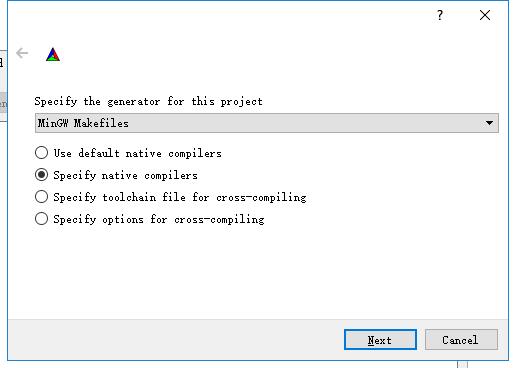 ?
Specify the generator for this project
MinGW Makefiles
Use default native compilers
Specify native compilers
Specify toolchain file for cross-compiling
Specify options for cross-compiling
Next
Cancel